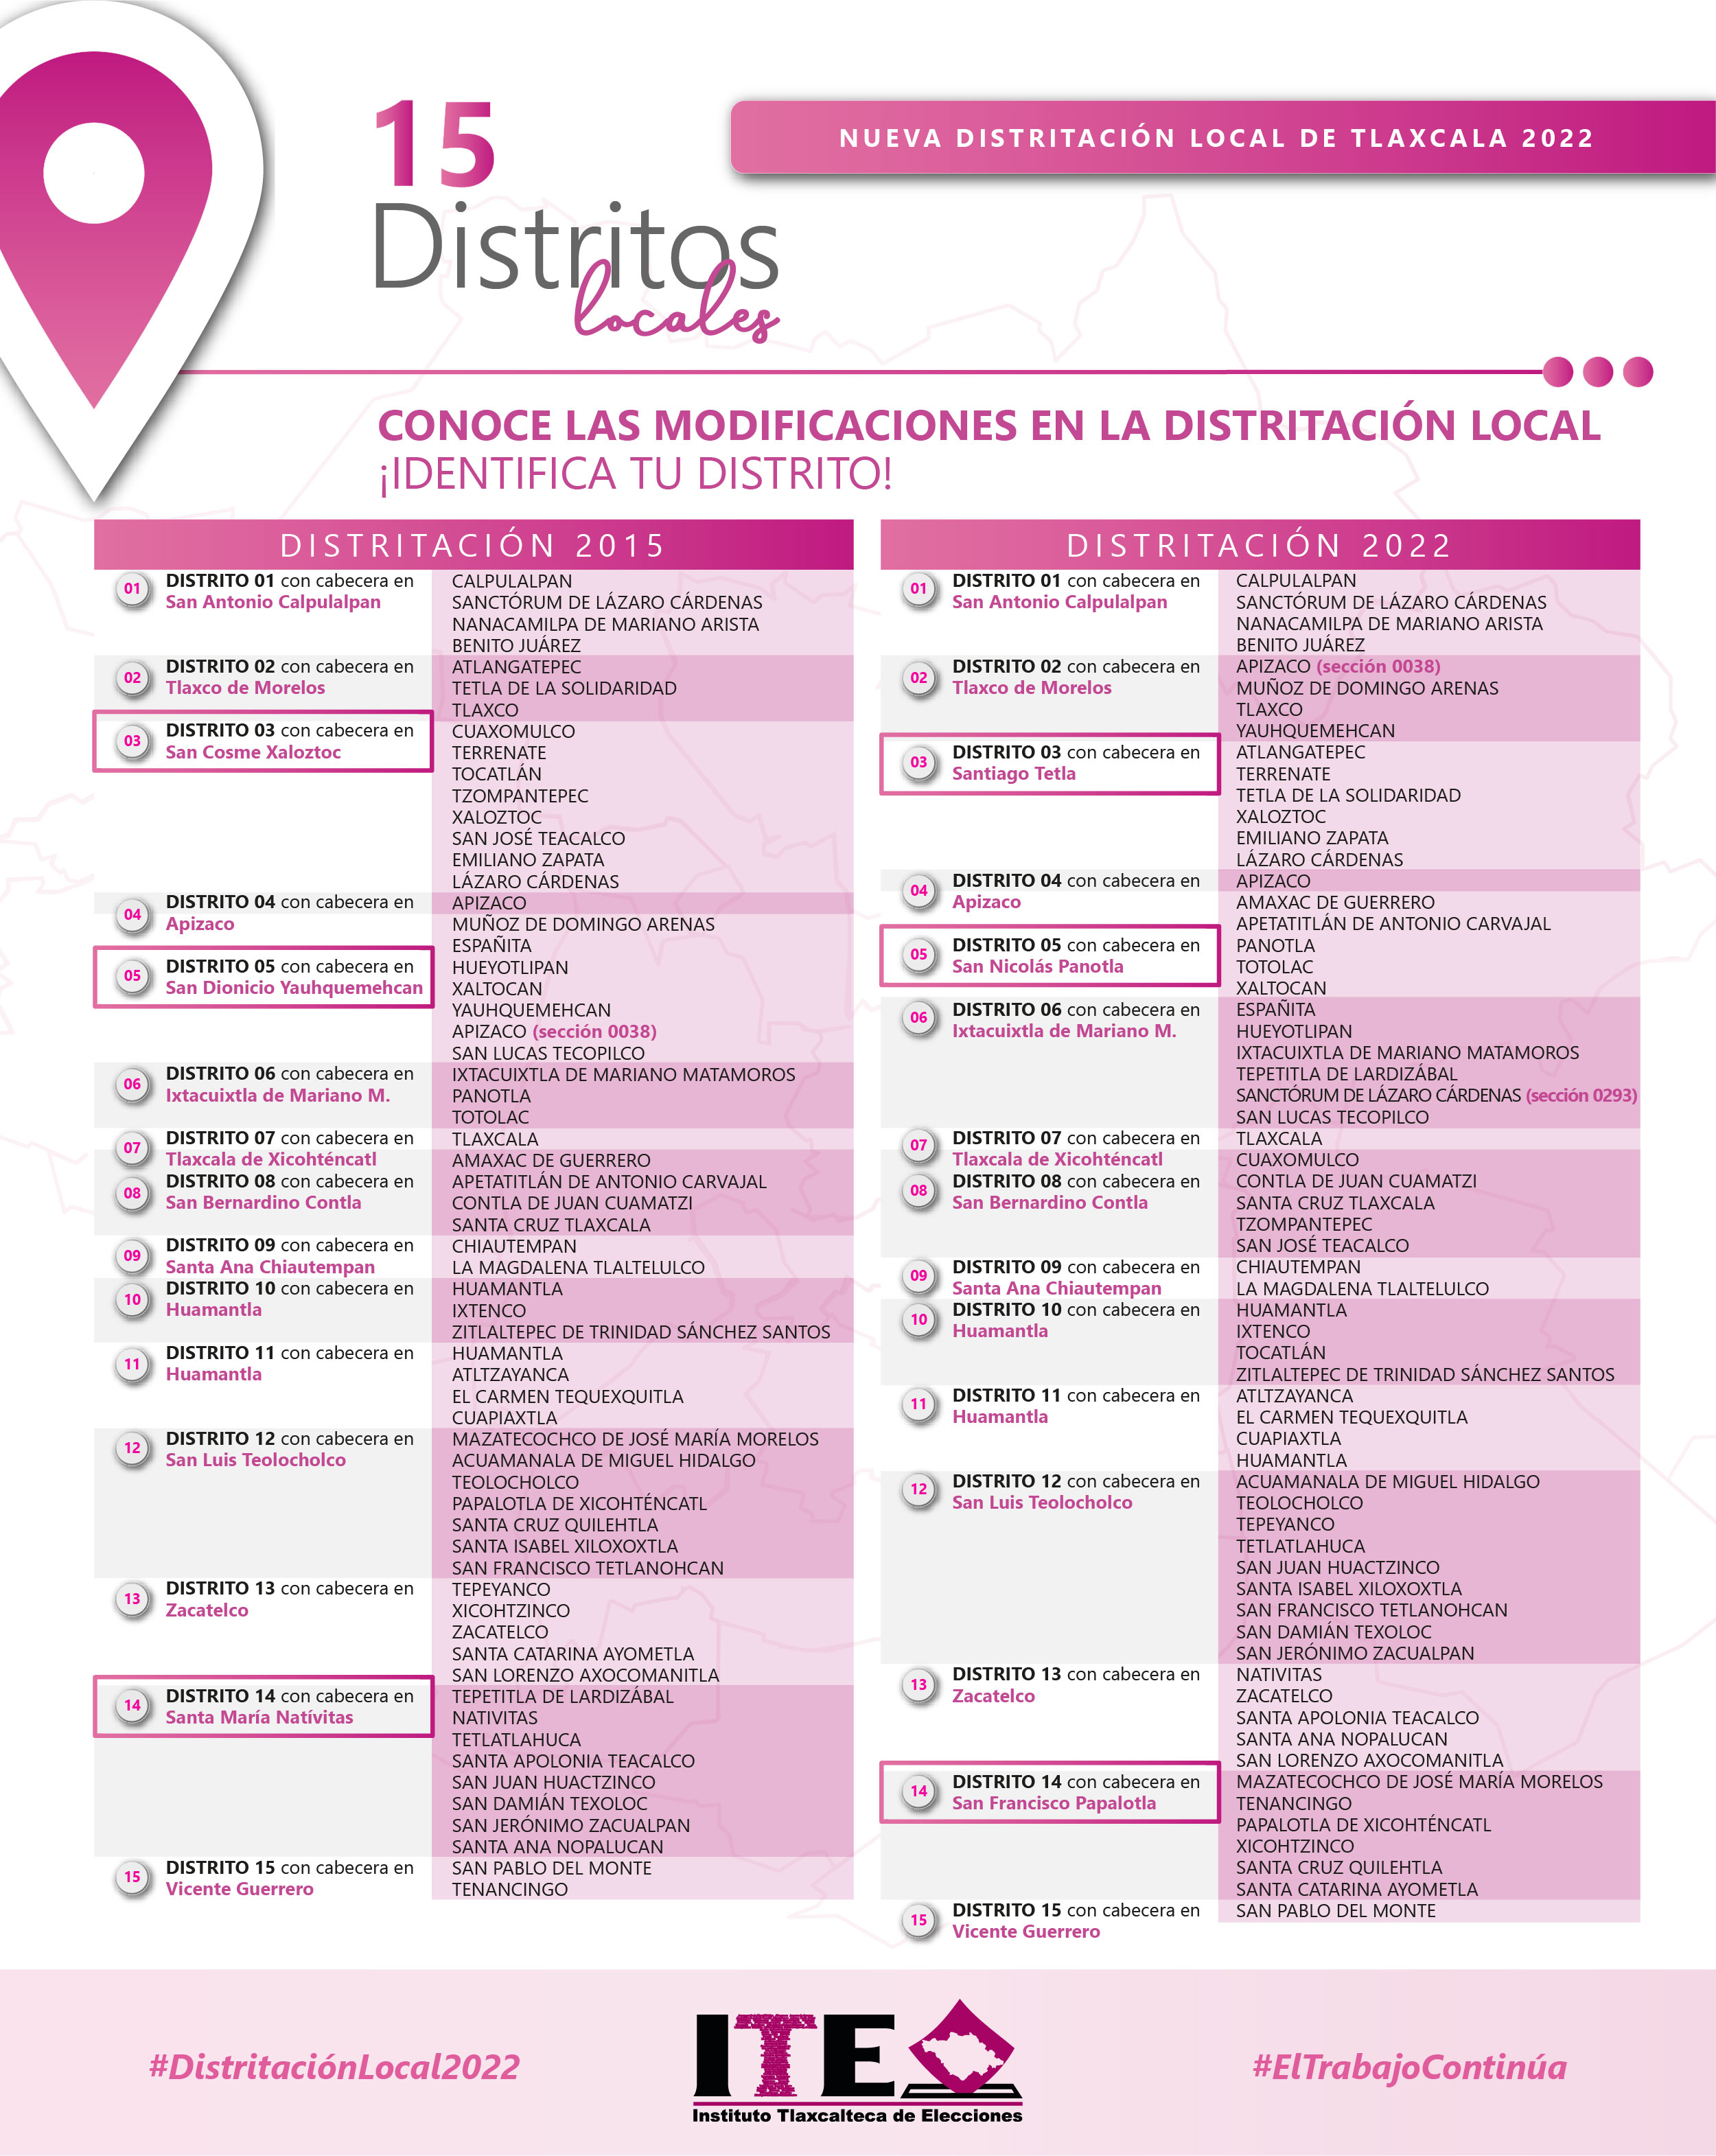 15
Distritos
locales
NUEVA DISTRITACIÓN LOCAL DE TLAXCALA 2022
CONOCE LAS MODIFICACIONES EN LA DISTRITACIÓN LOCAL
¡IDENTIFICA TU DISTRITO!
DISTRITACIÓN 2015
01
DISTRITO 01 con cabecera en
San Antonio Calpulalpan
CALPULALPAN
SANCTÓRUM DE LÁZARO CÁRDENAS
NANACAMILPA DE MARIANO ARISTA
BENITO JUÁREZ
02
DISTRITO 02 con cabecera en
Tlaxco de Morelos
ATLANGATEPEC
TETLA DE LA SOLIDARIDAD
TLAXCO
03
DISTRITO 03 con cabecera en
San Cosme Xaloztoc
CUAXOMULCO
TERRENATE
TOCATLÁN
TZOMPANTEPEC
XALOZTOC
SAN JOSÉ TEACALCO
EMILIANO ZAPATA
LÁZARO CÁRDENAS
04
DISTRITO 04 con cabecera en
Apizaco
APIZACO
05
DISTRITO 05 con cabecera en
San Dionicio Yauhquemehcan
MUÑOZ DE DOMINGO ARENAS
ESPAÑITA
HUEYOTLIPAN
XALTOCAN
YAUHQUEMEHCAN
APIZACO (sección 0038)
SAN LUCAS TECOPILCO
06
DISTRITO 06 con cabecera en
Ixtacuixtla de Mariano M.
IXTACUIXTLA DE MARIANO MATAMOROS
PANOTLA
TOTOLAC
07
DISTRITO 07 con cabecera en
Tlaxcala de Xicohténcatl
TLAXCALA
08
DISTRITO 08 con cabecera en
San Bernardino Contla
AMAXAC DE GUERRERO
APETATITLÁN DE ANTONIO CARVAJAL
CONTLA DE JUAN CUAMATZI
SANTA CRUZ TLAXCALA
09
DISTRITO 09 con cabecera en
Santa Ana Chiautempan
CHIAUTEMPAN
LA MAGDALENA TLALTELULCO
10
DISTRITO 10 con cabecera en
Huamantla
HUAMANTLA
IXTENCO
ZITLALTEPEC DE TRINIDAD SÁNCHEZ SANTOS
11
DISTRITO 11 con cabecera en
Huamantla
HUAMANTLA
ATLTZAYANCA
EL CARMEN TEQUEXQUITLA
CUAPIAXTLA
12
DISTRITO 12 con cabecera en
San Luis Teolocholco
MAZATECOCHCO DE JOSÉ MARÍA MORELOS
ACUAMANALA DE MIGUEL HIDALGO
TEOLOCHOLCO
PAPALOTLA DE XICOHTÉNCATL
SANTA CRUZ QUILEHTLA
SANTA ISABEL XILOXOXTLA
SAN FRANCISCO TETLANOHCAN
13
DISTRITO 13 con cabecera en
Zacatelco
TEPEYANCO
XICOHTZINCO
ZACATELCO
SANTA CATARINA AYOMETLA
SAN LORENZO AXOCOMANITLA
14
DISTRITO 14 con cabecera en
Santa María Natívitas
TEPETITLA DE LARDIZÁBAL
NATIVITAS
TETLATLAHUCA
SANTA APOLONIA TEACALCO
SAN JUAN HUACTZINCO
SAN DAMIÁN TEXOLOC
SAN JERÓNIMO ZACUALPAN
SANTA ANA NOPALUCAN
15
DISTRITO 15 con cabecera en
Vicente Guerrero
SAN PABLO DEL MONTE
TENANCINGO
DISTRITACIÓN 2022
01
DISTRITO 01 con cabecera en
San Antonio Calpulalpan
CALPULALPAN
SANCTÓRUM DE LÁZARO CÁRDENAS
NANACAMILPA DE MARIANO ARISTA
BENITO JUÁREZ
02
DISTRITO 02 con cabecera en
Tlaxco de Morelos
APIZACO (sección 0038)
MUÑOZ DE DOMINGO ARENAS
TLAXCO
YAUHQUEMEHCAN
03
DISTRITO 03 con cabecera en
Santiago Tetla
ATLANGATEPEC
TERRENATE
TETLA DE LA SOLIDARIDAD
XALOZTOC
EMILIANO ZAPATA
LÁZARO CÁRDENAS
04
DISTRITO 04 con cabecera en
Apizaco
APIZACO
05
DISTRITO 05 con cabecera en
San Nicolás Panotla
AMAXAC DE GUERRERO
APETATITLÁN DE ANTONIO CARVAJAL
PANOTLA
TOTOLAC
XALTOCAN
06
DISTRITO 06 con cabecera en
Ixtacuixtla de Mariano M.
ESPAÑITA
HUEYOTLIPAN
IXTACUIXTLA DE MARIANO MATAMOROS
TEPETITLA DE LARDIZÁBAL
SANCTÓRUM DE LÁZARO CÁRDENAS (sección 0293)
SAN LUCAS TECOPILCO
07
DISTRITO 07 con cabecera en
Tlaxcala de Xicohténcatl
TLAXCALA
08
DISTRITO 08 con cabecera en
San Bernardino Contla
CUAXOMULCO
CONTLA DE JUAN CUAMATZI
SANTA CRUZ TLAXCALA
TZOMPANTEPEC
SAN JOSÉ TEACALCO
09
DISTRITO 09 con cabecera en
Santa Ana Chiautempan
CHIAUTEMPAN
LA MAGDALENA TLALTELULCO
10
DISTRITO 10 con cabecera en
Huamantla
HUAMANTLA
IXTENCO
TOCATLÁN
ZITLALTEPEC DE TRINIDAD SÁNCHEZ SANTOS
11
DISTRITO 11 con cabecera en
Huamantla
ATLTZAYANCA
EL CARMEN TEQUEXQUITLA
CUAPIAXTLA
HUAMANTLA
12
DISTRITO 12 con cabecera en
San Luis Teolocholco
ACUAMANALA DE MIGUEL HIDALGO
TEOLOCHOLCO
TEPEYANCO
TETLATLAHUCA
SAN JUAN HUACTZINCO
SANTA ISABEL XILOXOXTLA
SAN FRANCISCO TETLANOHCAN
SAN DAMIÁN TEXOLOC
SAN JERÓNIMO ZACUALPAN
13
DISTRITO 13 con cabecera en
Zacatelco
NATIVITAS
ZACATELCO
SANTA APOLONIA TEACALCO
SANTA ANA NOPALUCAN
SAN LORENZO AXOCOMANITLA
14
DISTRITO 14 con cabecera en
San Francisco Papalotla
MAZATECOCHCO DE JOSÉ MARÍA MORELOS
TENANCINGO
PAPALOTLA DE XICOHTÉNCATL
XICOHTZINCO
SANTA CRUZ QUILEHTLA
SANTA CATARINA AYOMETLA
15
DISTRITO 15 con cabecera en
Vicente Guerrero
SAN PABLO DEL MONTE
#DistritaciónLocal2022
ITE
Instituto Tlaxcalteca de Elecciones
#ElTrabajoContinúa